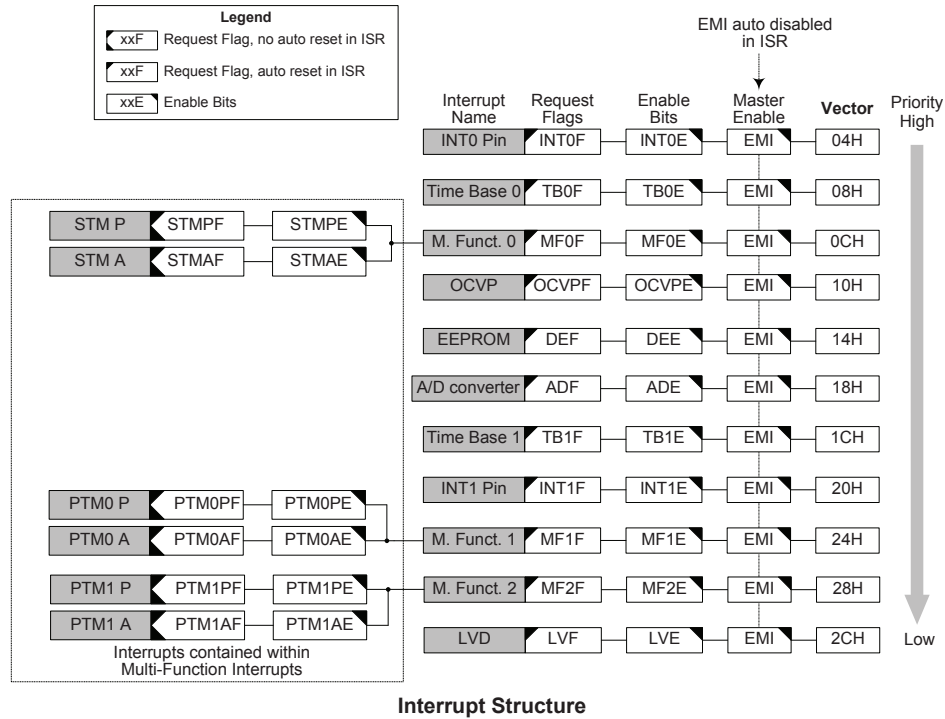 Legend
xxF Request Flag, no auto reset in ISR
xxF Request Flag, auto reset in ISR
xxE Enable Bits
EMI auto disabled
in ISR
Interrupt Name Request Flags Enable Bits Master Enable Vector Priority
High
INT0 Pin INT0F INT0E EMI 04H
Time Base 0 TB0F TB0E EMI 08H
STM P STMPF STMPE
M. Funct. 0 MF0F MF0E EMI 0CH
STM A STMAF STMAE
OCVP OCVPF OCVPE EMI 10H
EEPROM DEF DEE EMI 14H
A/D converter ADF ADE EMI 18H
Time Base 1 TB1F TB1E EMI 1CH
INT1 Pin INT1F INT1E EMI 20H
PTM0 P PTM0PF PTM0PE
PTM0 A PTM0AF PTM0AE M. Funct. 1 MF1F MF1E EMI 24H
PTM1 P PTM1PF PTM1PE M. Funct. 2 MF2F MF2E EMI 28H
PTM1 A PTM1AF PTM1AE
LVD LVF LVE EMI 2CH Low
Interrupts contained within
Multi-Function Interrupts
Interrupt Structure